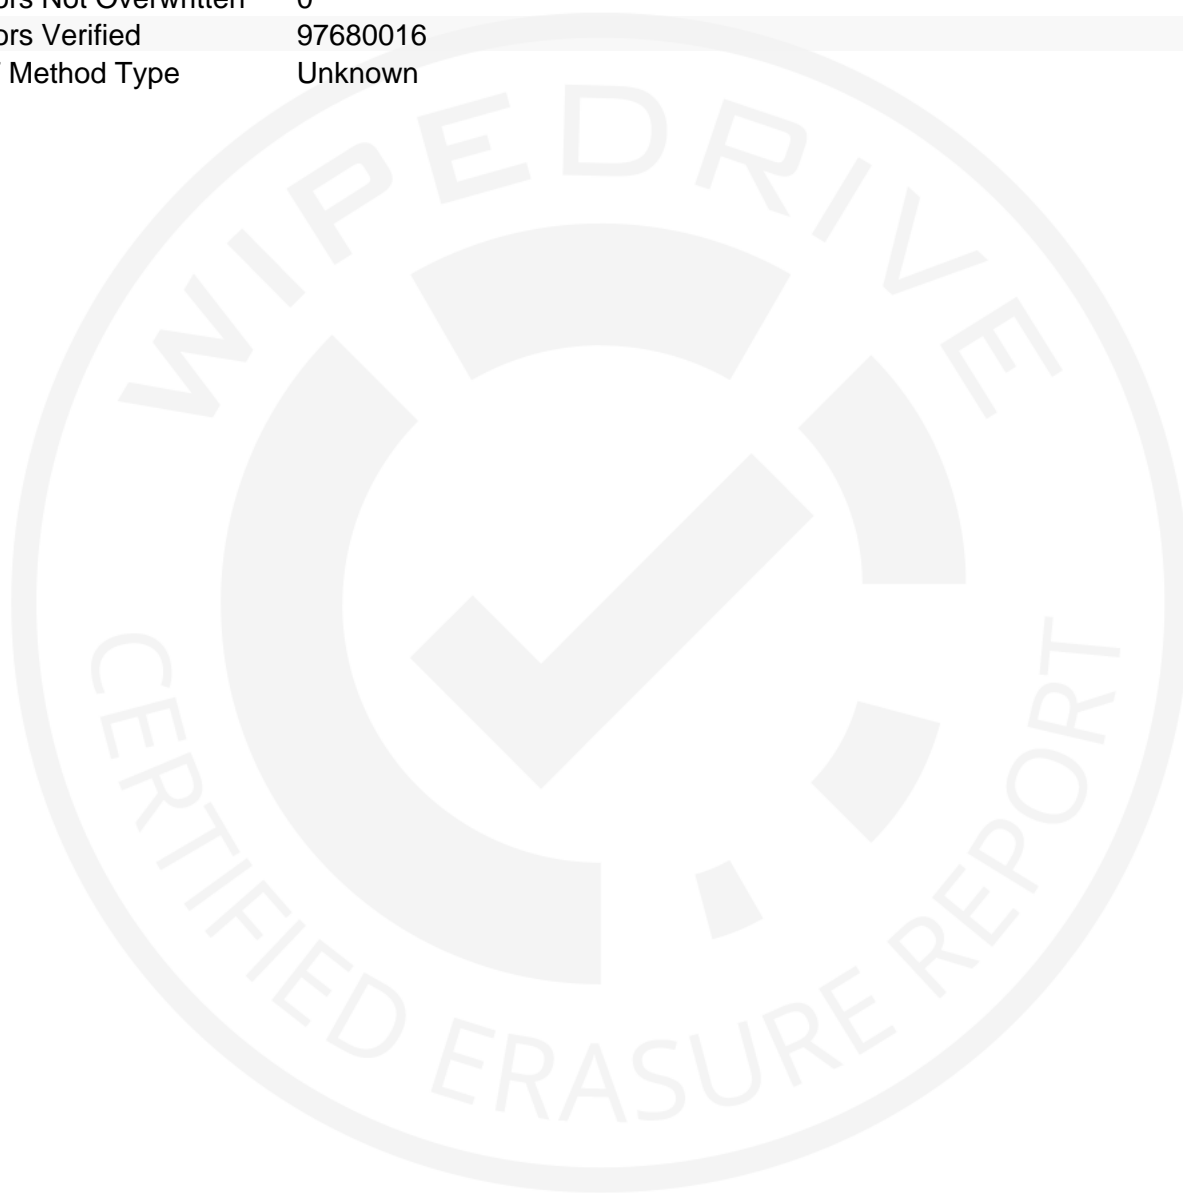 ors Not Overwritten 0
ors Verified 97680016
Method Type Unknown
WIPEDRIVE
CERTIFIED ERASURE REPORT